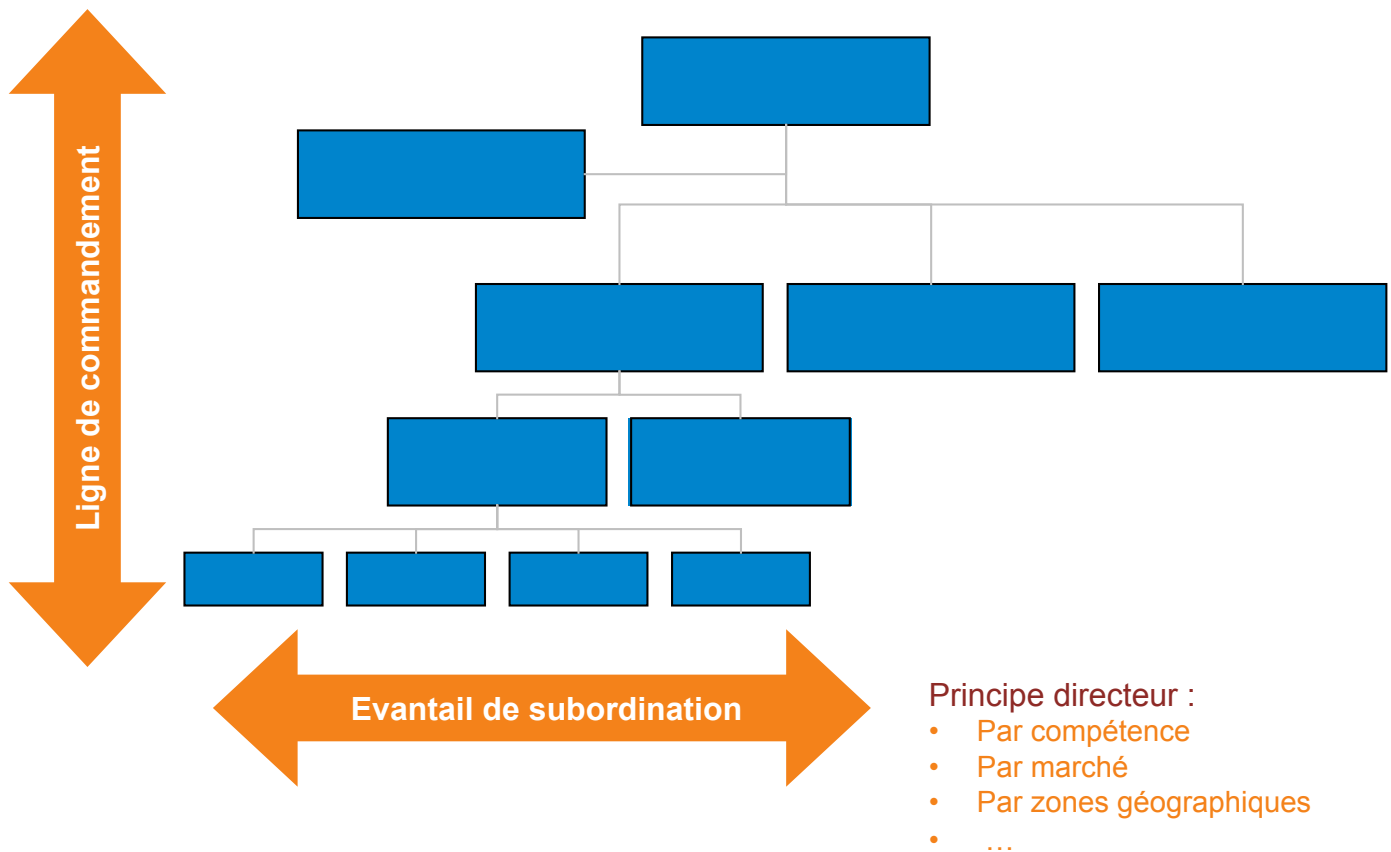 Ligne de commandement
Evantail de subordination
Principe directeur :
• Par compétence
• Par marché
• Par zones géographiques
• …